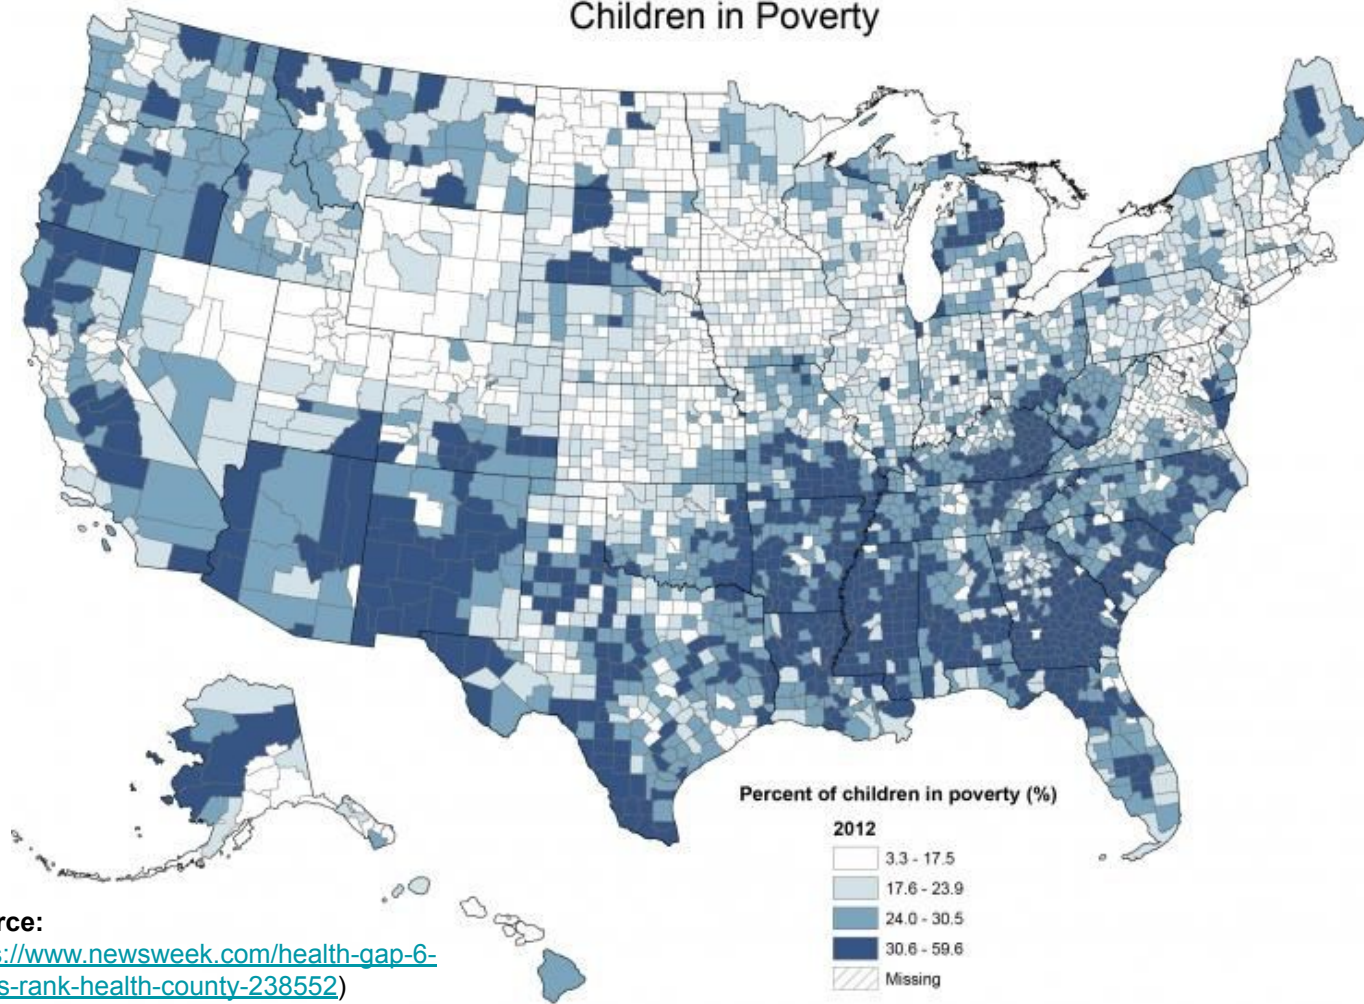 Children in Poverty
Percent of children in poverty (%)
2012
3.3 - 17.5
17.6 - 23.9
24.0 - 30.5
30.6 - 59.6
Missing
rce:
s://www.newsweek.com/health-gap-6-
s-rank-health-county-238552)